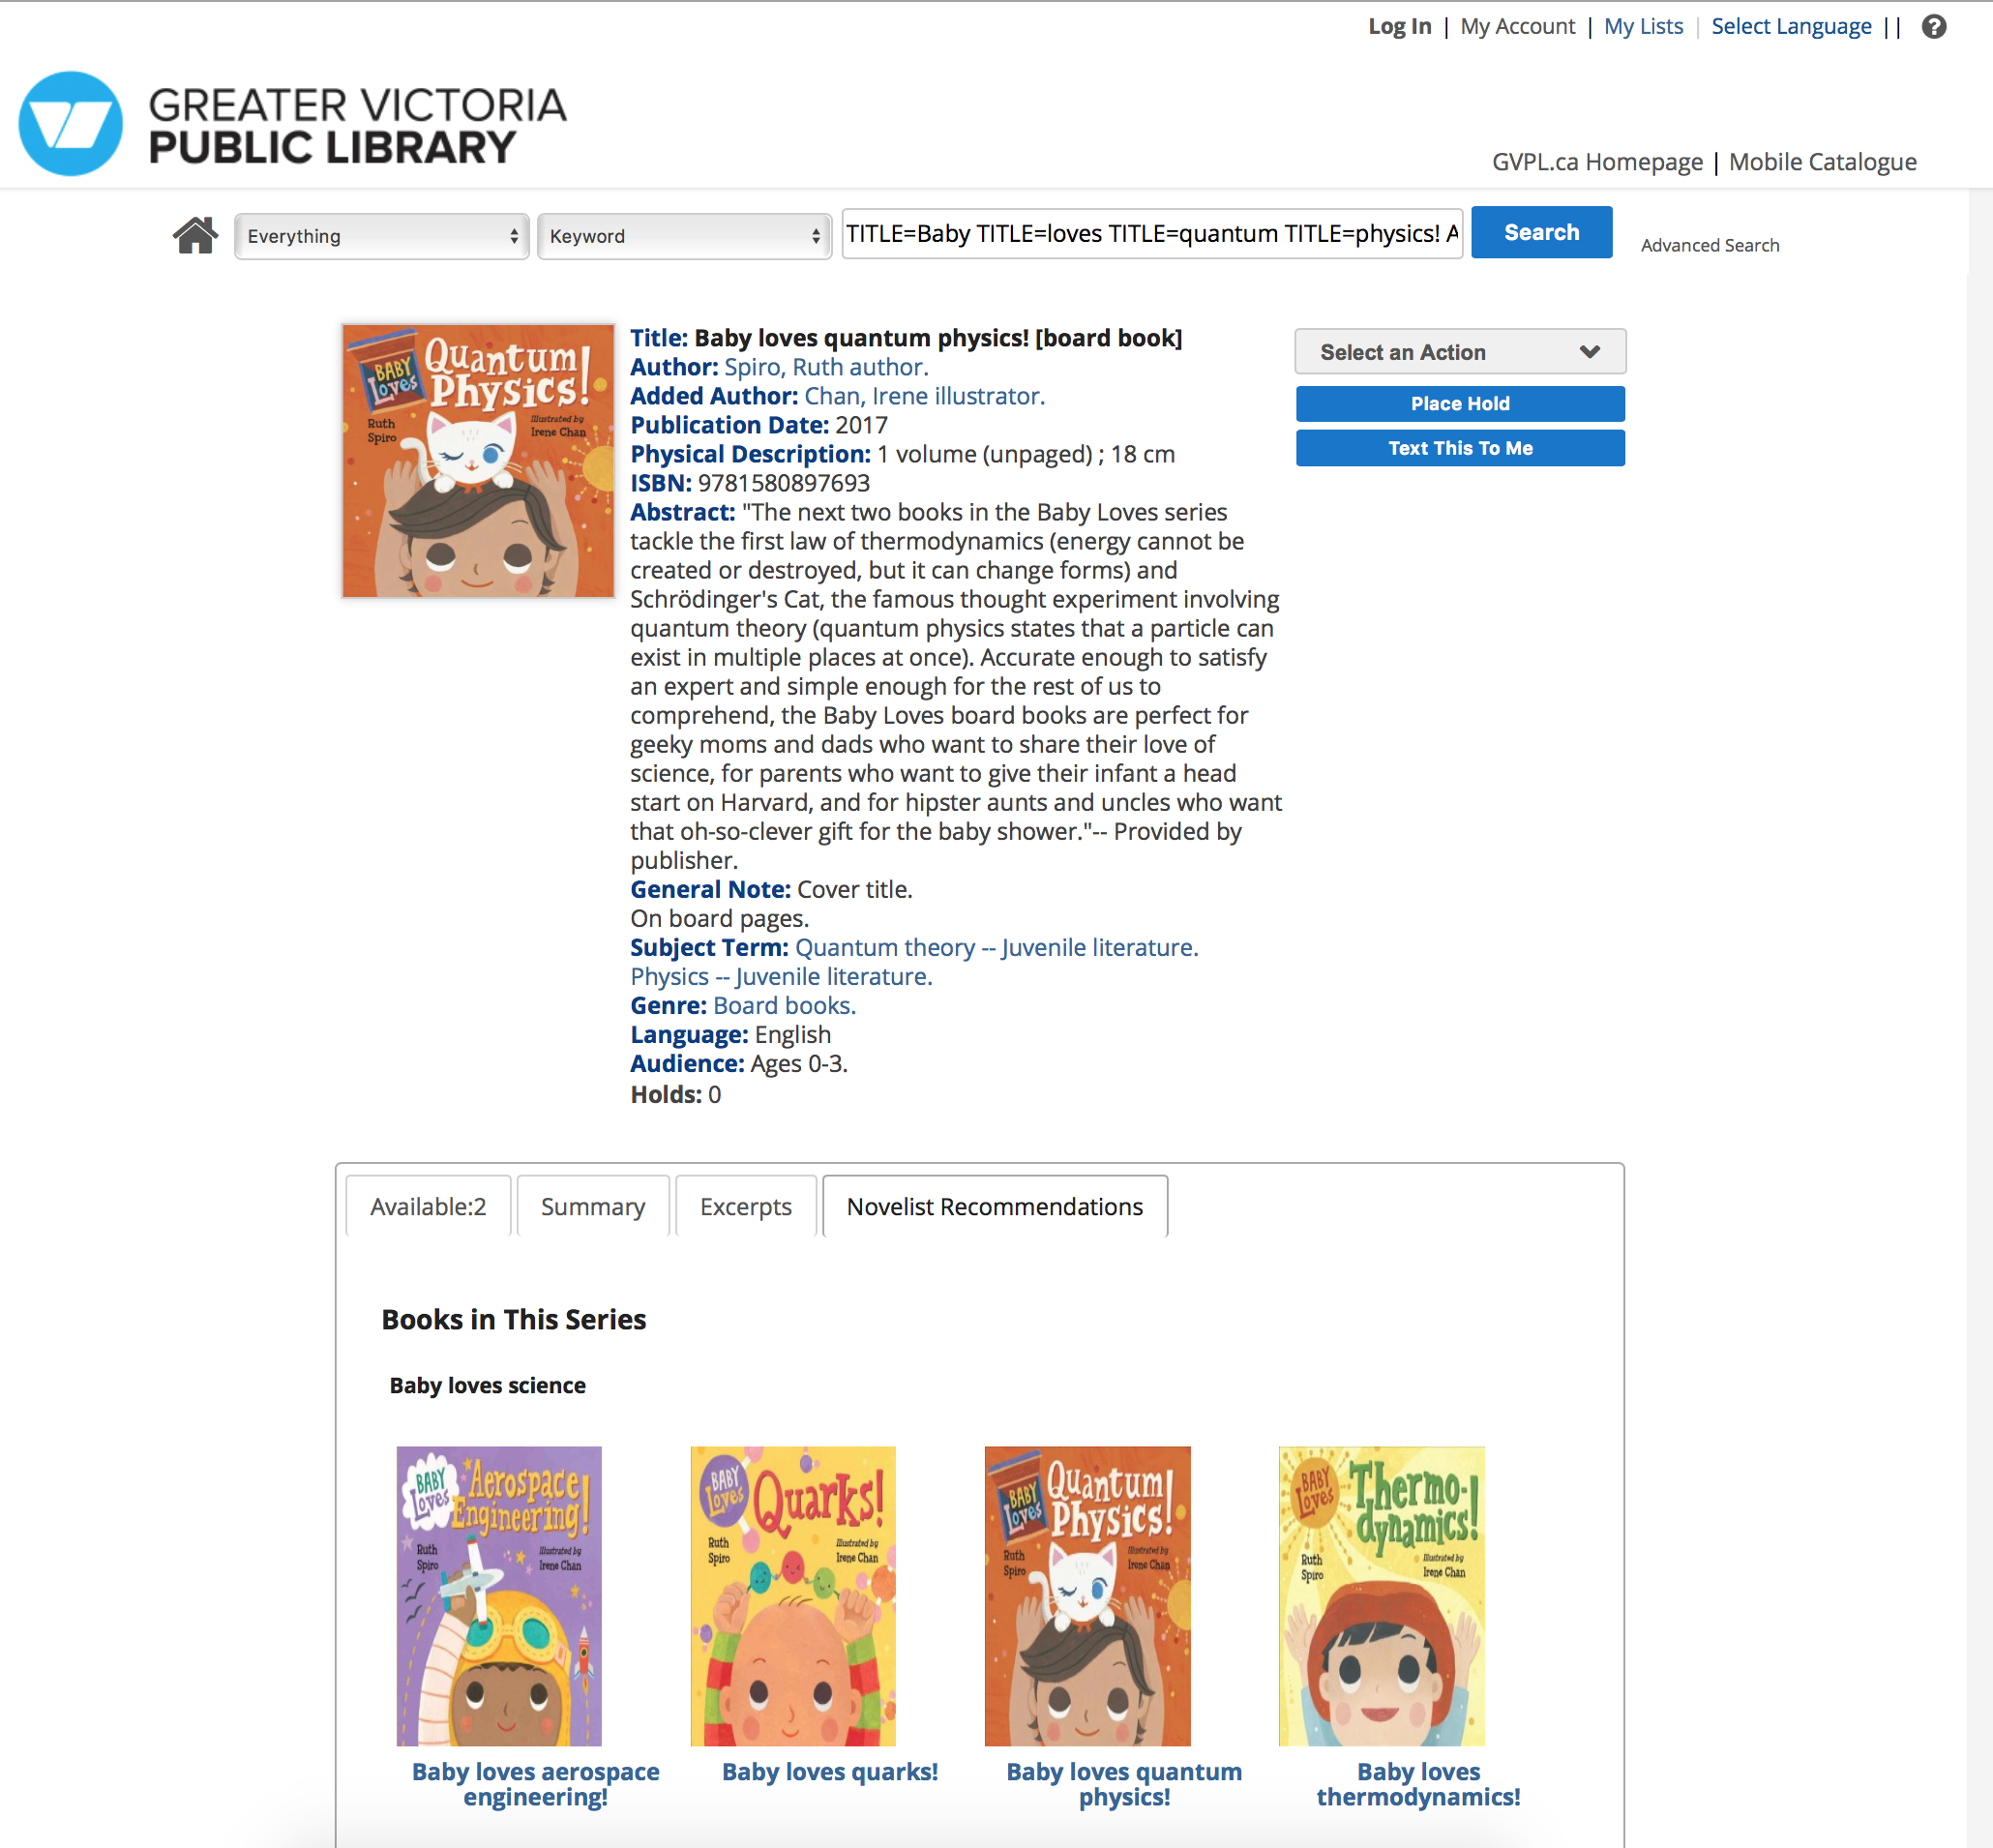 Log In | My Account | My Lists | Select Language | | ?
GREATER VICTORIA
PUBLIC LIBRARY
GVPL.ca Homepage | Mobile Catalogue
Everything
Keyword
TITLE=Baby TITLE=loves TITLE=quantum TITLE=physics! A
Search
Advanced Search
BABY
Loves
Quantum
Physics!
Ruth
Spiro
Illustrated by
Irene Chan
Title: Baby loves quantum physics! [board book]
Author: Spiro, Ruth author.
Added Author: Chan, Irene illustrator.
Publication Date: 2017
Physical Description: 1 volume (unpaged) ; 18 cm
ISBN: 9781580897693
Abstract: "The next two books in the Baby Loves series
tackle the first law of thermodynamics (energy cannot be
created or destroyed, but it can change forms) and
Schrödinger's Cat, the famous thought experiment involving
quantum theory (quantum physics states that a particle can
exist in multiple places at once). Accurate enough to satisfy
an expert and simple enough for the rest of us to
comprehend, the Baby Loves board books are perfect for
geeky moms and dads who want to share their love of
science, for parents who want to give their infant a head
start on Harvard, and for hipster aunts and uncles who want
that oh-so-clever gift for the baby shower."-- Provided by
publisher.
General Note: Cover title.
On board pages.
Subject Term: Quantum theory -- Juvenile literature.
Physics -- Juvenile literature.
Genre: Board books.
Language: English
Audience: Ages 0-3.
Holds: 0
Select an Action
Place Hold
Text This To Me
Available:2
Summary
Excerpts
Novelist Recommendations
Books in This Series
Baby loves science
BABY
Loves
Aerospace
Engineering!
Ruth
Spiro
Illustrated by
Irene Chan
BABY
Loves
Quarks!
Ruth
Spiro
Illustrated by
Irene Chan
BABY
Loves
Quantum
Physics!
Ruth
Spiro
Illustrated by
Irene Chan
BABY
Loves
Thermo-
dynamics!
Ruth
Spiro
Illustrated by
Irene Chan
Baby loves aerospace
engineering!
Baby loves quarks!
Baby loves quantum
physics!
Baby loves
thermodynamics!